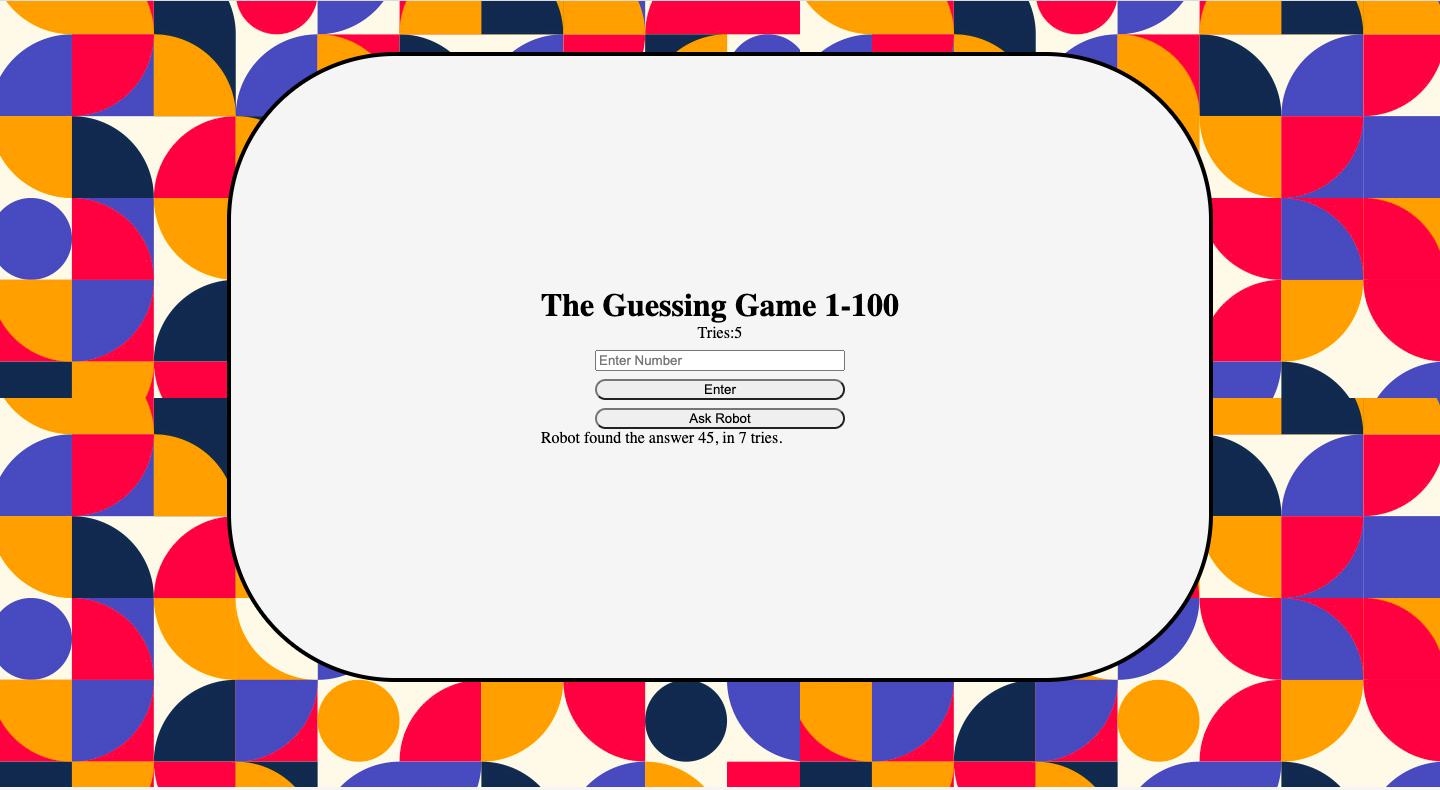 The Guessing Game 1-100
Tries:5
Enter Number
Enter
Ask Robot
Robot found the answer 45, in 7 tries.